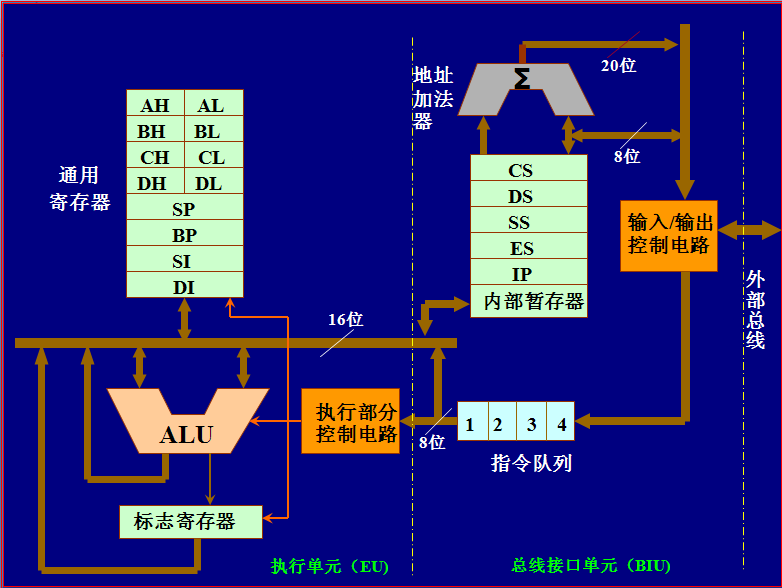 地址
加法
器
Σ
20位
8位
AH AL
BH BL
CH CL
DH DL
SP
BP
SI
DI
通用
寄存器
CS
DS
SS
ES
IP
内部暂存器
输入/输出
控制电路
外
部
总
线
16位
ALU
执行部分
控制电路
8位
1 2 3 4
指令队列
标志寄存器
执行单元（EU)
总线接口单元（BIU)